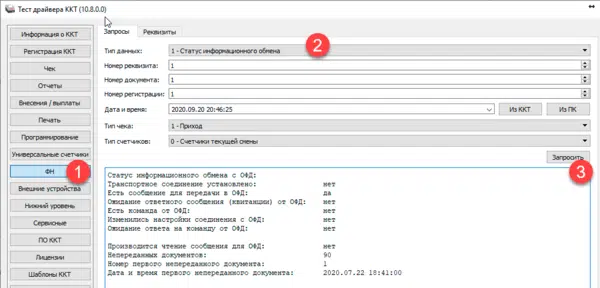 Тест драйвера ККТ (10.8.0.0)
Информация о ККТ
Регистрация ККТ
Чек
Отчеты
Внесения / выплаты
Печать
Программирование
Универсальные счетчики
ФН
1
Внешние устройства
Нижний уровень
Сервисные
ПО ККТ
Лицензии
Шаблоны ККТ
Запросы Реквизиты
Тип данных: 1 - Статус информационного обмена
2
Номер реквизита: 1
Номер документа: 1
Номер регистрации: 1
Дата и время: 2020.09.20 20:46:25 Из ККТ Из ПК
Тип чека: 1 - Приход
Тип счетчиков: 0 - Счетчики текущей смены
Запросить
3
Статус информационного обмена с ОФД:
Транспортное соединение установлено: нет
Есть сообщение для передачи в ОФД: да
Ожидание ответного сообщения (квитанции) от ОФД: нет
Есть команда от ОФД: нет
Изменились настройки соединения с ОФД: нет
Ожидание ответа на команду от ОФД: нет
Производится чтение сообщения для ОФД: нет
Непереданных документов: 90
Номер первого непереданного документа: 1
Дата и время первого непереданного документа: 2020.07.22 18:41:00